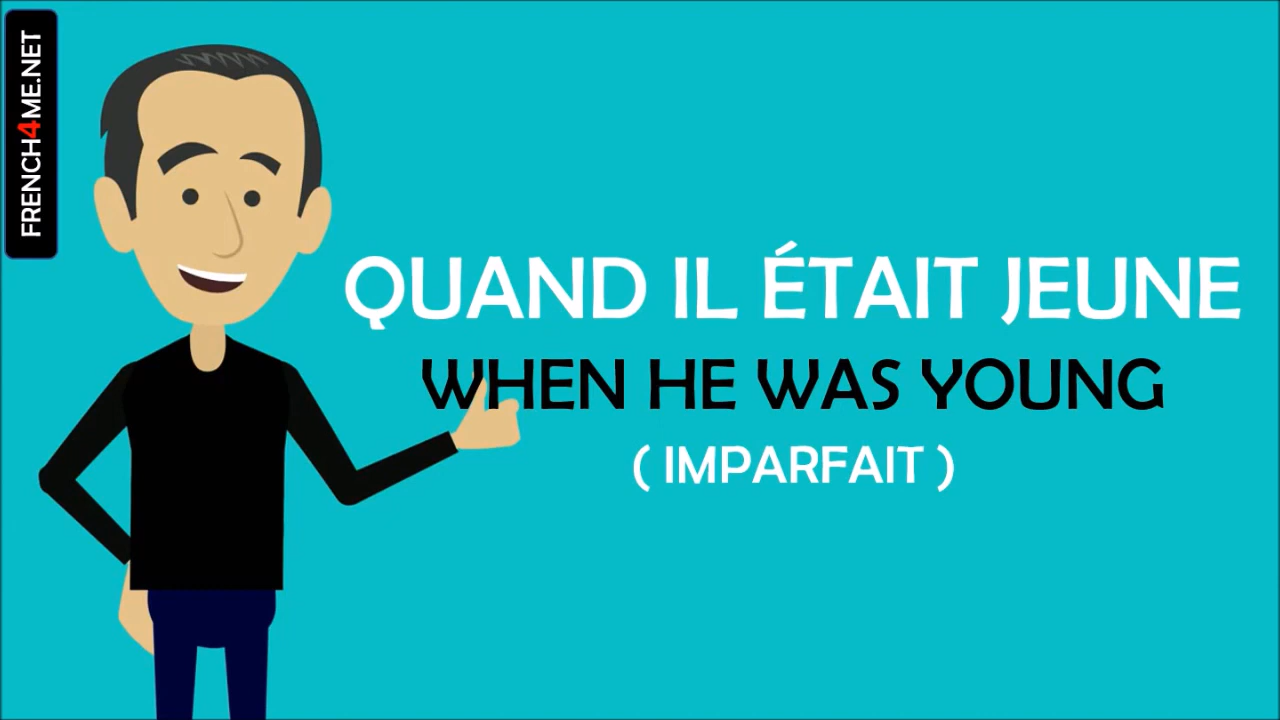 FRENCH4ME.NET
QUAND IL ÉTAIT JEUNE
WHEN HE WAS YOUNG
( IMPARFAIT )